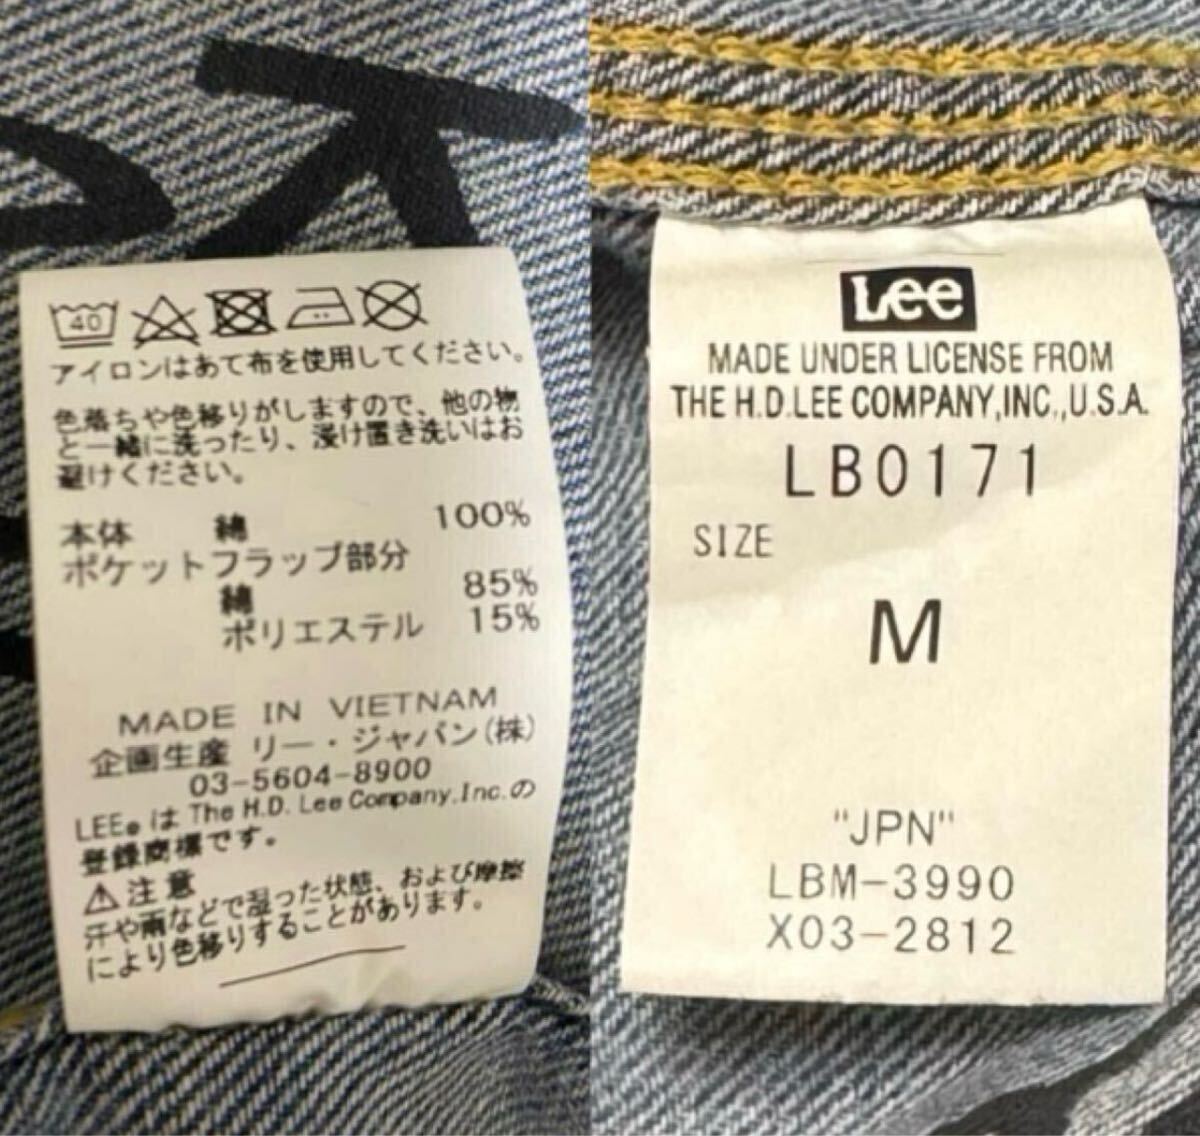 40
アイロンはあて布を使用してください。
色落ちや色移りがしますので、他の物
と一緒に洗ったり、浸け置き洗いはお
避けください。
本体 綿 100%
ポケットフラップ部分
綿 85%
ポリエステル 15%
MADE IN VIETNAM
企画生産 リー・ジャパン(株)
03-5604-8900
LEE®は The H.D. Lee Company,Inc.の
登録商標です。
⚠注意
汗や雨などで湿った状態、および摩擦
により色移りすることがあります。
Lee
MADE UNDER LICENSE FROM
THE H.D.LEE COMPANY,INC.,U.S.A.
LB0171
SIZE
M
"JPN"
LBM-3990
X03-2812